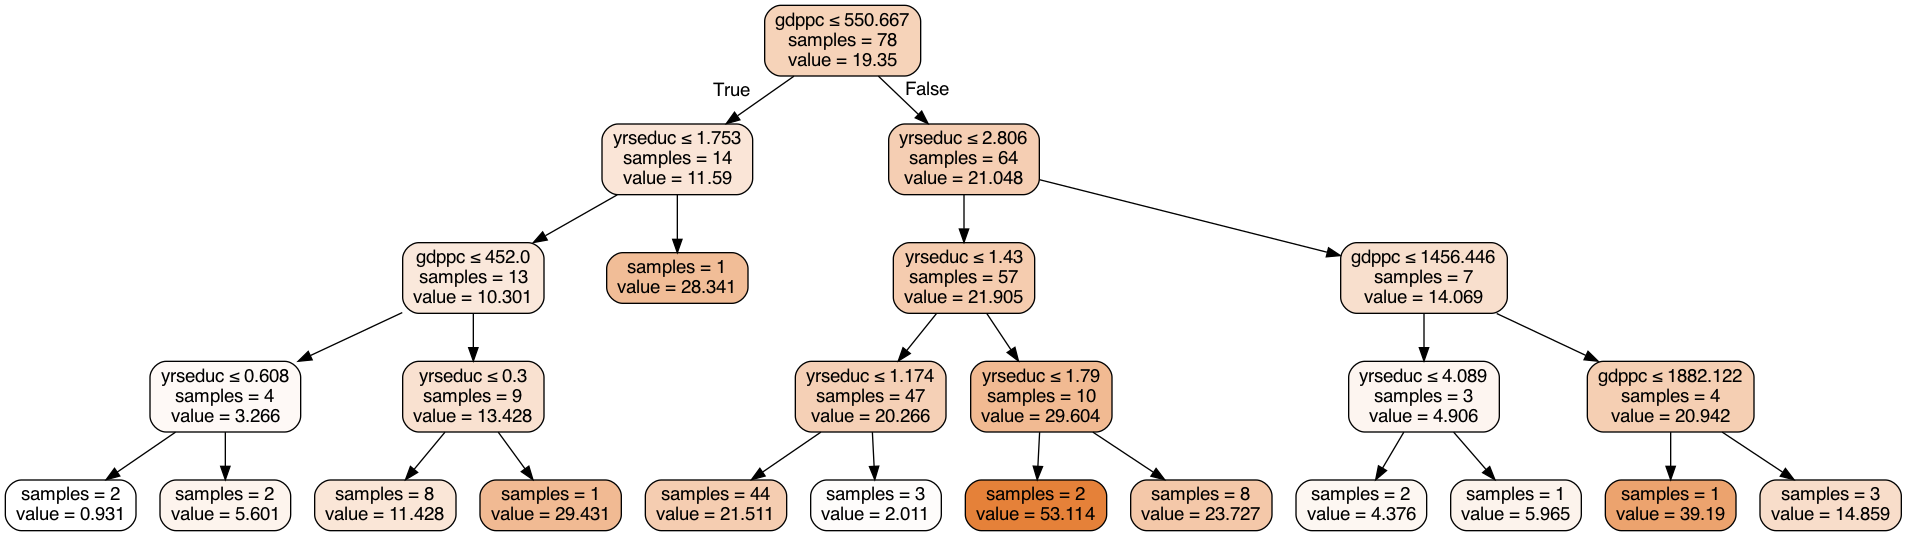 gdppc ≤ 550.667
samples = 78
value = 19.35
True
False
yrseduc ≤ 1.753
samples = 14
value = 11.59
yrseduc ≤ 2.806
samples = 64
value = 21.048
gdppc ≤ 452.0
samples = 13
value = 10.301
samples = 1
value = 28.341
yrseduc ≤ 1.43
samples = 57
value = 21.905
gdppc ≤ 1456.446
samples = 7
value = 14.069
yrseduc ≤ 0.608
samples = 4
value = 3.266
yrseduc ≤ 0.3
samples = 9
value = 13.428
yrseduc ≤ 1.174
samples = 47
value = 20.266
yrseduc ≤ 1.79
samples = 10
value = 29.604
yrseduc ≤ 4.089
samples = 3
value = 4.906
gdppc ≤ 1882.122
samples = 4
value = 20.942
samples = 2
value = 0.931
samples = 2
value = 5.601
samples = 8
value = 11.428
samples = 1
value = 29.431
samples = 44
value = 21.511
samples = 3
value = 2.011
samples = 2
value = 53.114
samples = 8
value = 23.727
samples = 2
value = 4.376
samples = 1
value = 5.965
samples = 1
value = 39.19
samples = 3
value = 14.859